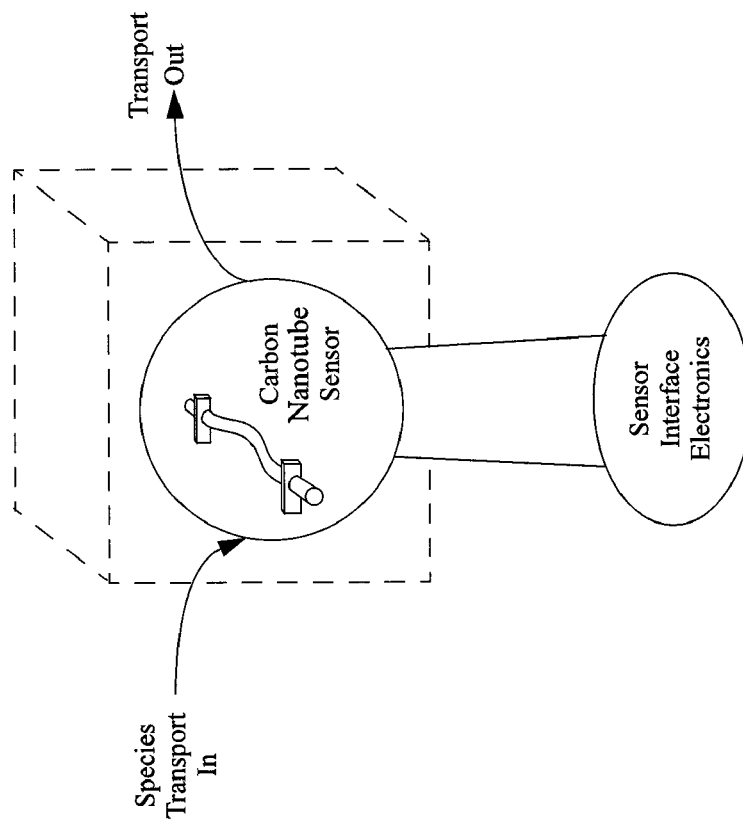 Species
Transport
In
Transport
Out
Carbon
Nanotube
Sensor
Sensor
Interface
Electronics